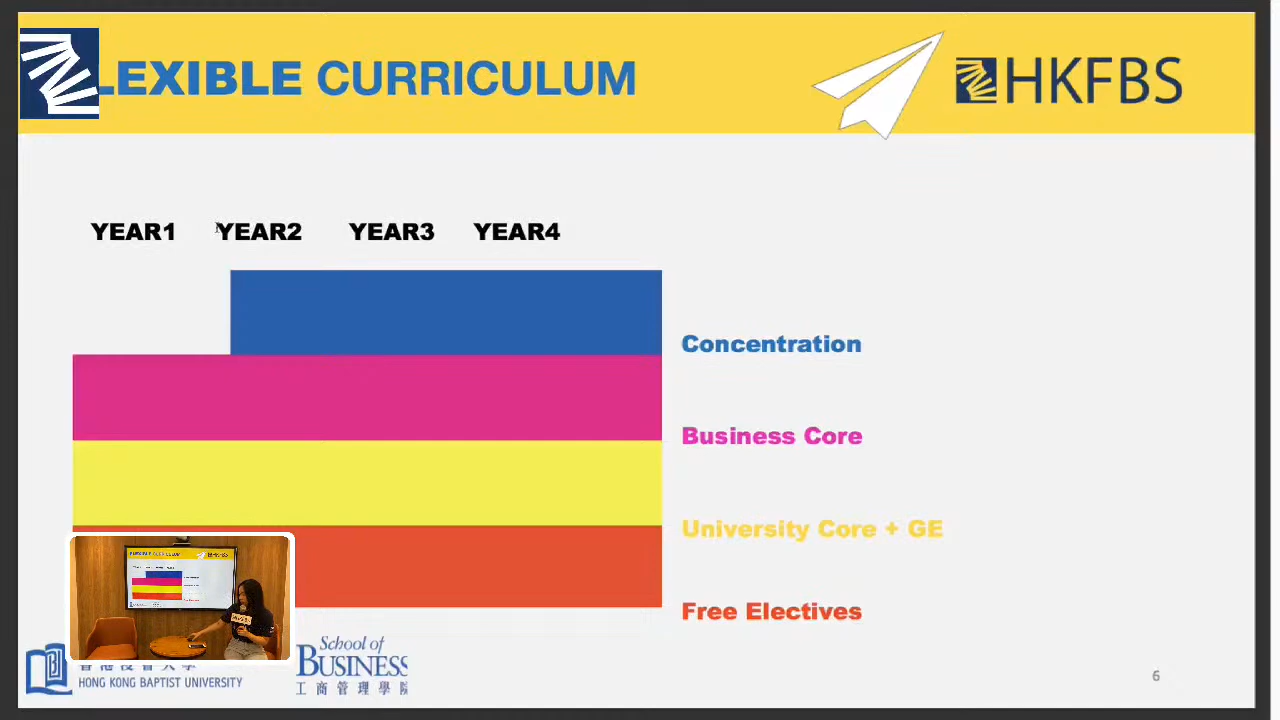 LEXIBLE CURRICULUM
HKFBS
YEAR1 YEAR2 YEAR3 YEAR4
Concentration
Business Core
University Core + GE
Free Electives
School of
BUSINESS
工商管理學院
HONG KONG BAPTIST UNIVERSITY
6